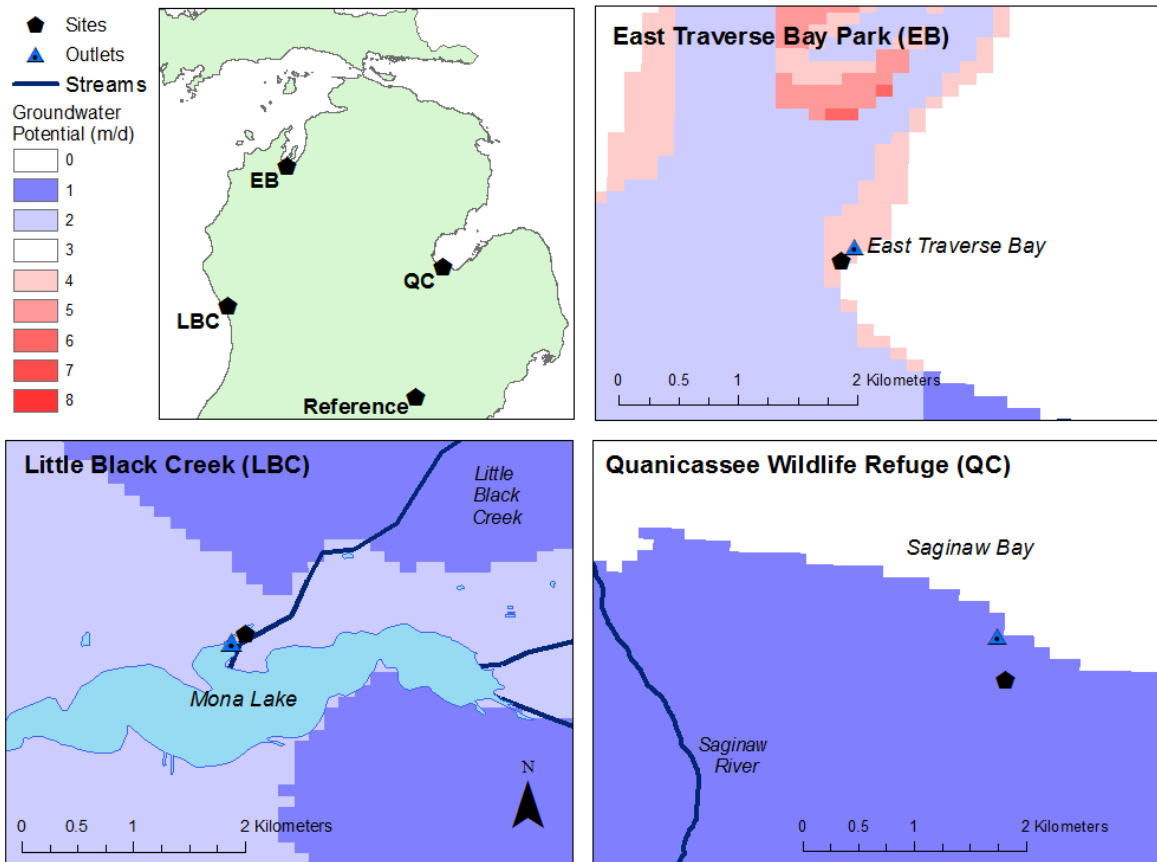 Sites
Outlets
Streams
Groundwater
Potential (m/d)
0
1
2
3
4
5
6
7
8
EB
QC
LBC
Reference
East Traverse Bay Park (EB)
East Traverse Bay
0 0.5 1 2 Kilometers
Little Black Creek (LBC)
Little
Black
Creek
Mona Lake
N
0 0.5 1 2 Kilometers
Quanicassee Wildlife Refuge (QC)
Saginaw Bay
Saginaw
River
0 0.5 1 2 Kilometers